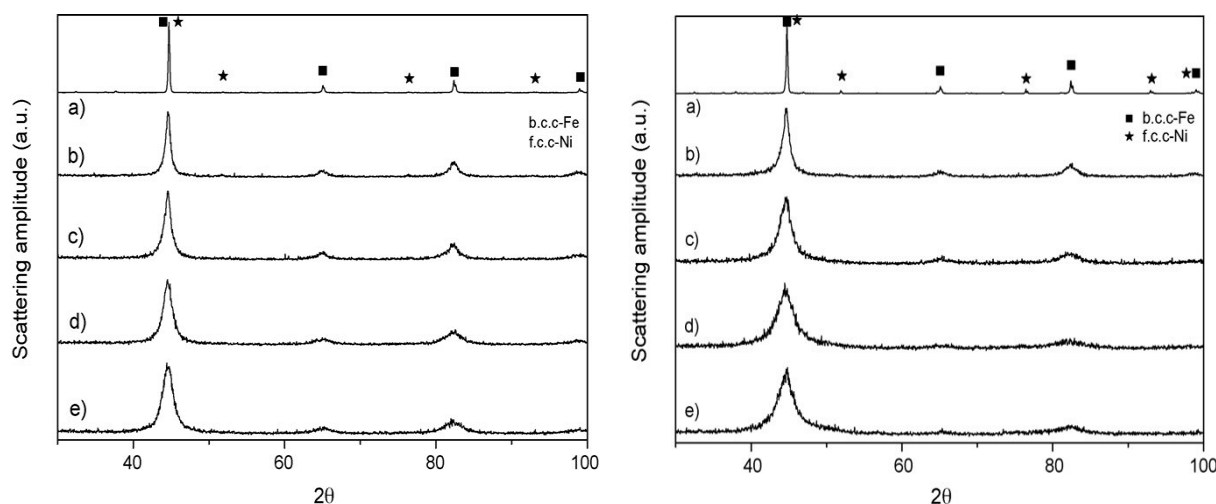 Scattering amplitude (a.u.)
■ ★
★
■
★
■
★
■
a)
b.c.c-Fe
f.c.c-Ni
b)
c)
d)
e)
40 60 80 100
2θ
Scattering amplitude (a.u.)
■ ★
★
■
★
■
★
★ ■
a)
■ b.c.c-Fe
★ f.c.c-Ni
b)
c)
d)
e)
40 60 80 100
2θ